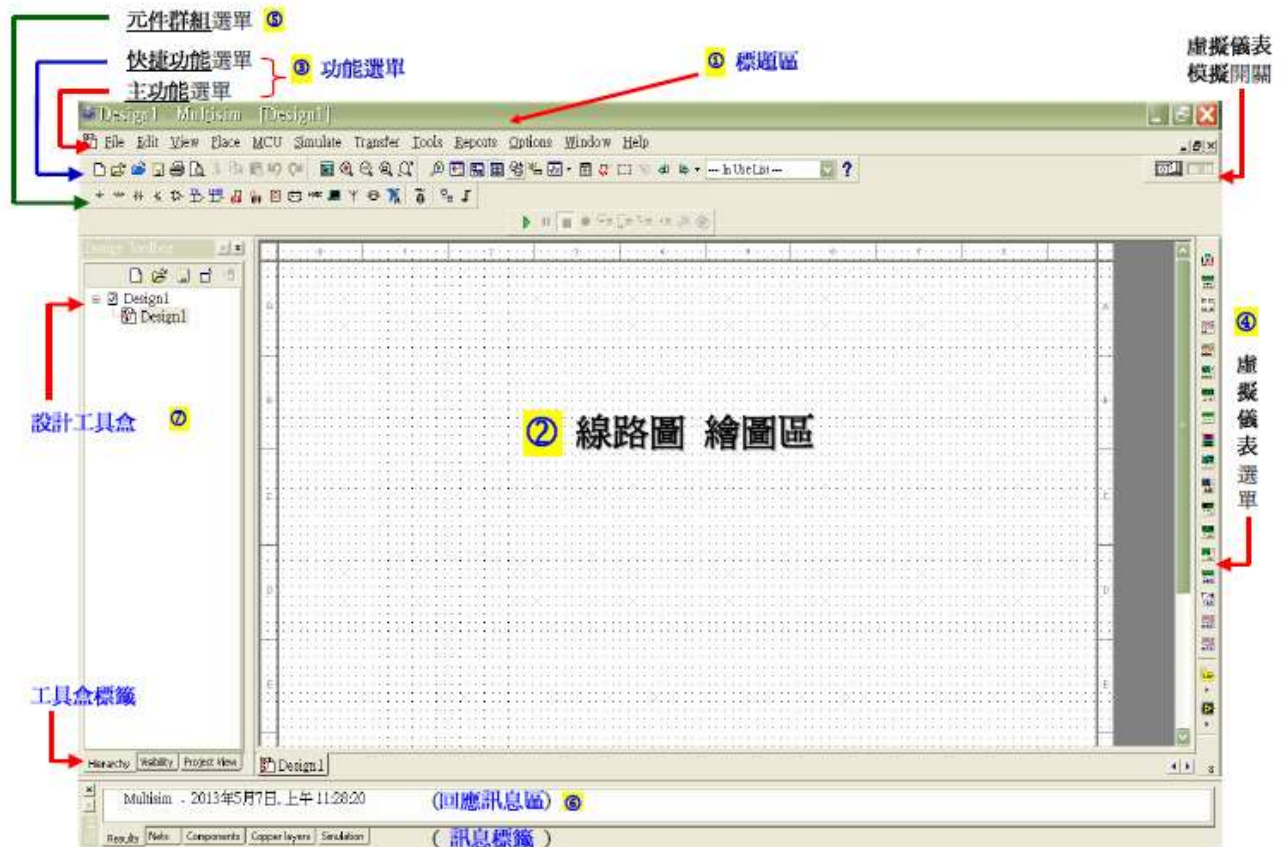 元件群組選單 ⑤
快捷功能選單
主功能選單
③ 功能選單
① 標題區
虛擬儀表
模擬開關
Design1 - Multisim - [Design1]
File Edit View Place MCU Simulate Transfer Tools Reports Options Window Help
--- In Use List ---
?
Design Toolbox
Design1
Design1
設計工具盒 ⑦
② 線路圖 繪圖區
④
虛擬儀表選單
工具盒標籤
Hierarchy Visibility Project View
Design1
Multisim - 2013年5月7日, 上午 11:28:20 (回應訊息區) ⑥
Results Nets Components Copper layers Simulation ( 訊息標籤 )